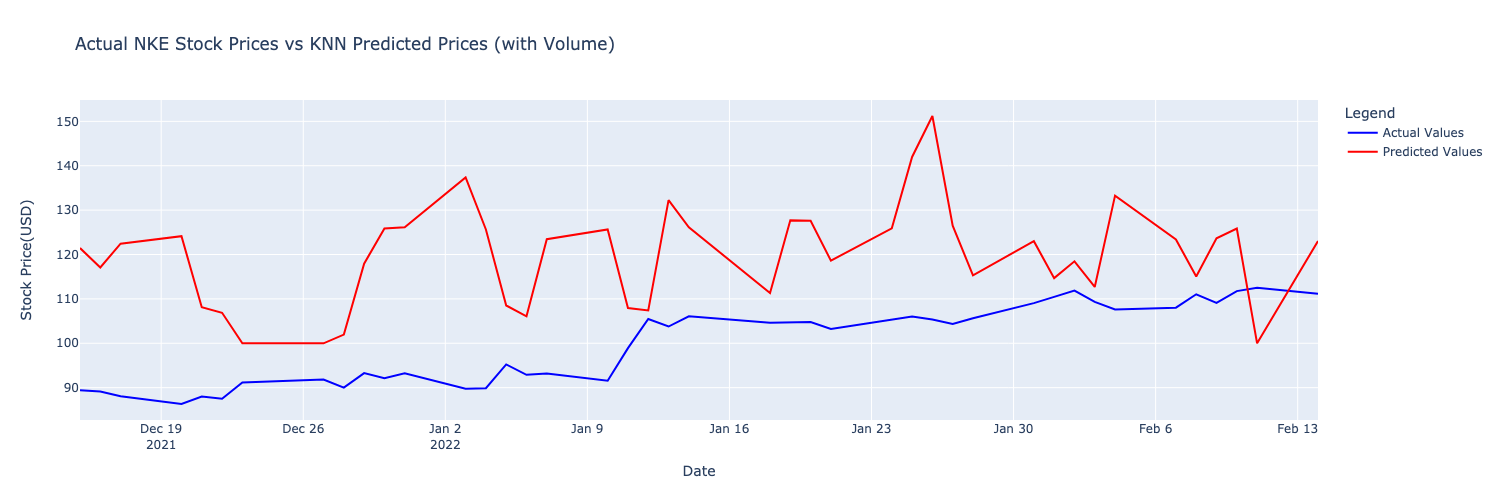 Actual NKE Stock Prices vs KNN Predicted Prices (with Volume)
Legend
Actual Values
Predicted Values
Stock Price(USD)
150
140
130
120
110
100
90
Dec 19
2021
Dec 26
Jan 2
2022
Jan 9
Jan 16
Jan 23
Jan 30
Feb 6
Feb 13
Date